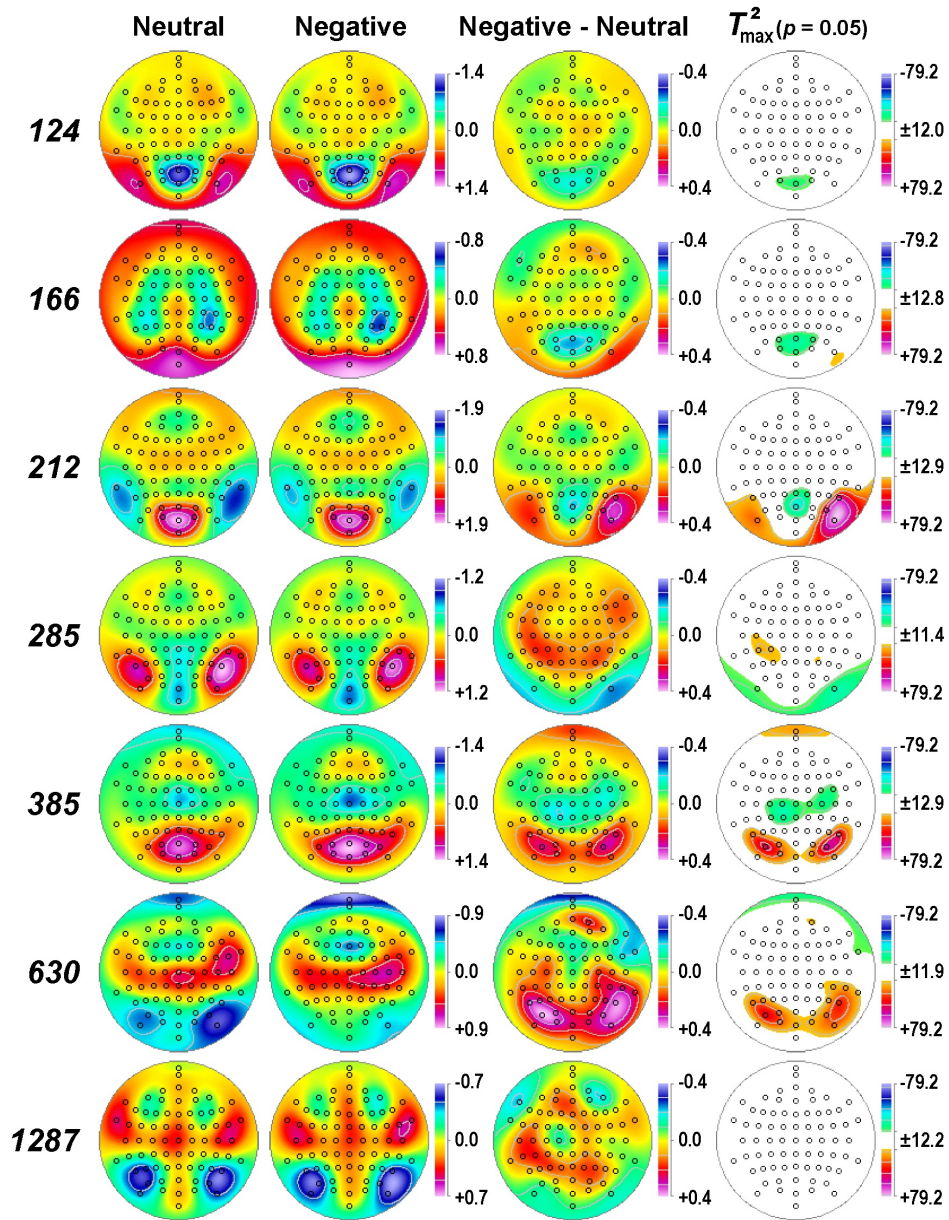 Neutral Negative Negative - Neutral T²max (p = 0.05)
-1.4 -0.4 -79.2
124 0.0 0.0 ±12.0
+1.4 +0.4 +79.2
-0.8 -0.4 -79.2
166 0.0 0.0 ±12.8
+0.8 +0.4 +79.2
-1.9 -0.4 -79.2
212 0.0 0.0 ±12.9
+1.9 +0.4 +79.2
-1.2 -0.4 -79.2
285 0.0 0.0 ±11.4
+1.2 +0.4 +79.2
-1.4 -0.4 -79.2
385 0.0 0.0 ±12.9
+1.4 +0.4 +79.2
-0.9 -0.4 -79.2
630 0.0 0.0 ±11.9
+0.9 +0.4 +79.2
-0.7 -0.4 -79.2
1287 0.0 0.0 ±12.2
+0.7 +0.4 +79.2